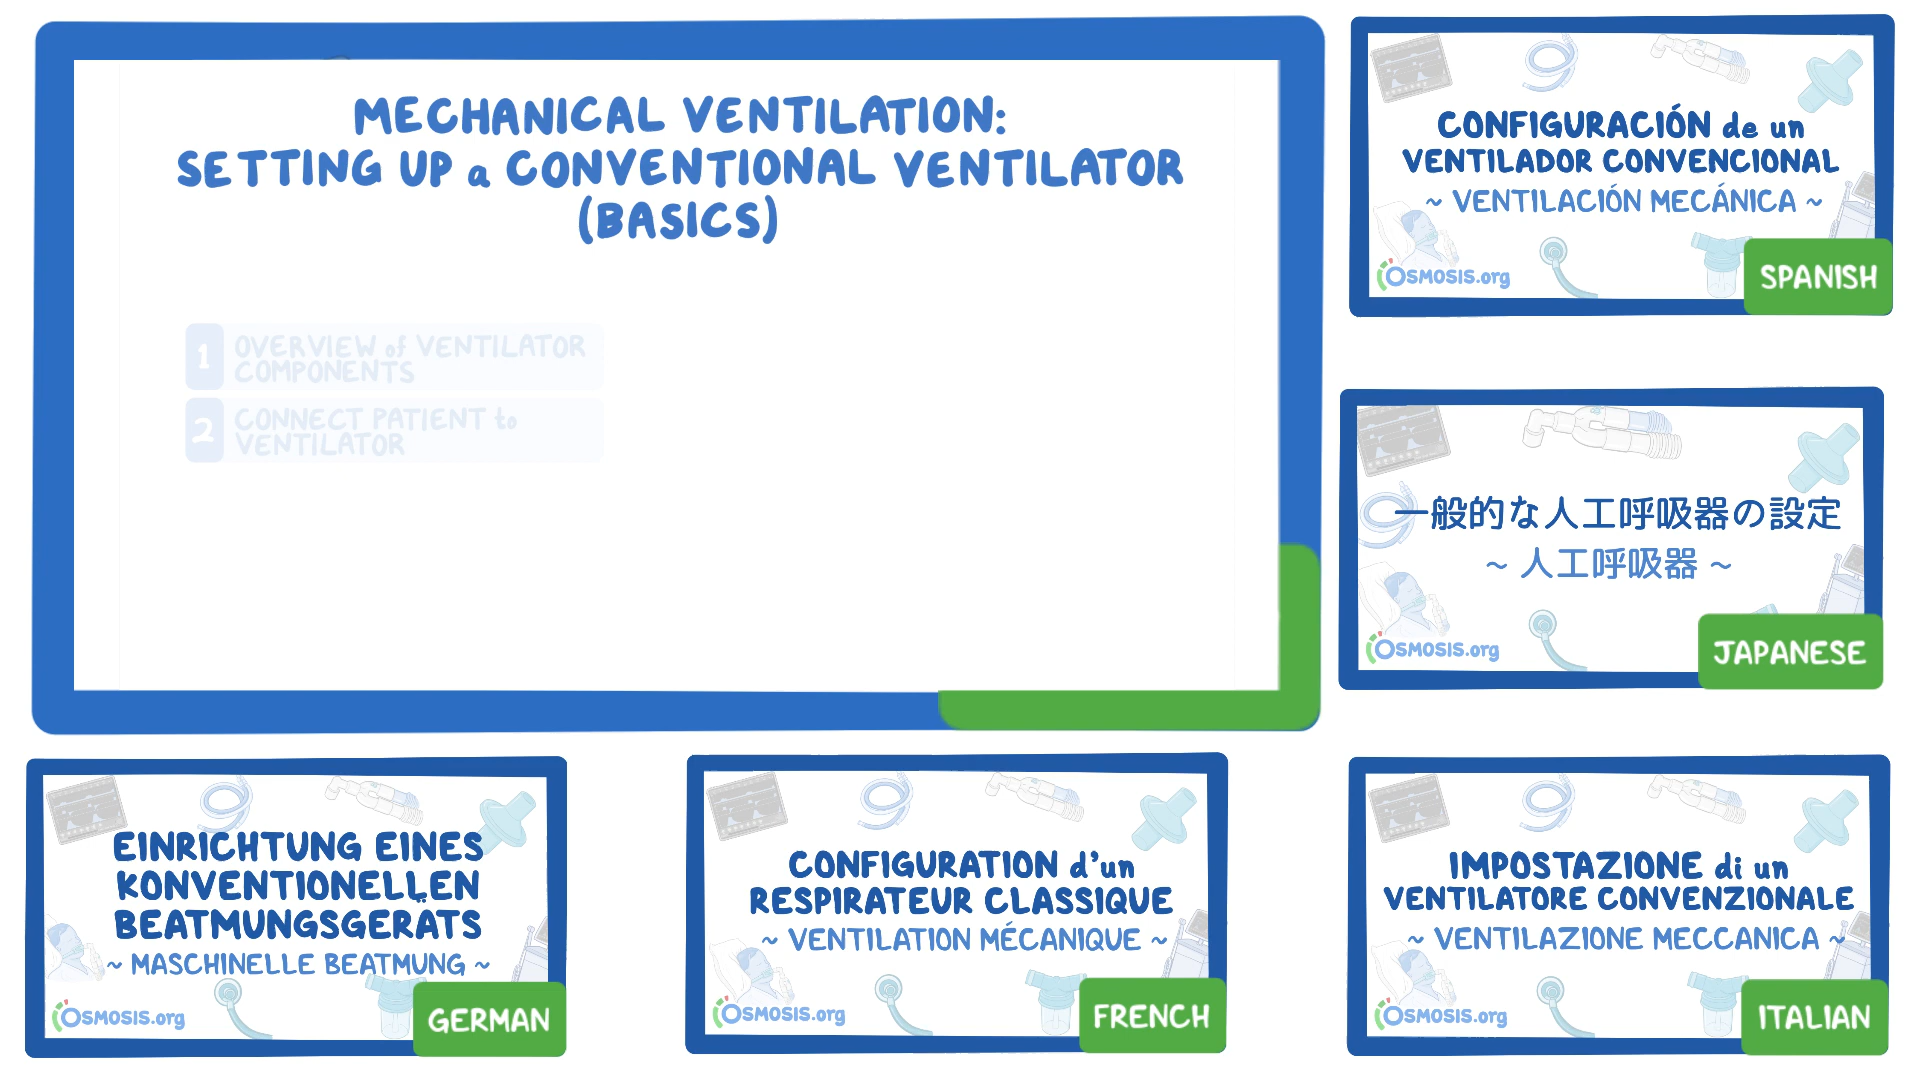 MECHANICAL VENTILATION:
SETTING UP a CONVENTIONAL VENTILATOR
(BASICS)
1 OVERVIEW of VENTILATOR
COMPONENTS
2 CONNECT PATIENT to
VENTILATOR
CONFIGURACIÓN de un
VENTILADOR CONVENCIONAL
~ VENTILACIÓN MECÁNICA ~
OSMOSIS.org
SPANISH
一般的な人工呼吸器の設定
~ 人工呼吸器 ~
OSMOSIS.org
JAPANESE
EINRICHTUNG EINES
KONVENTIONELLEN
BEATMUNGSGERÄTS
~ MASCHINELLE BEATMUNG ~
OSMOSIS.org
GERMAN
CONFIGURATION d'un
RESPIRATEUR CLASSIQUE
~ VENTILATION MÉCANIQUE ~
OSMOSIS.org
FRENCH
IMPOSTAZIONE di un
VENTILATORE CONVENZIONALE
~ VENTILAZIONE MECCANICA ~
OSMOSIS.org
ITALIAN